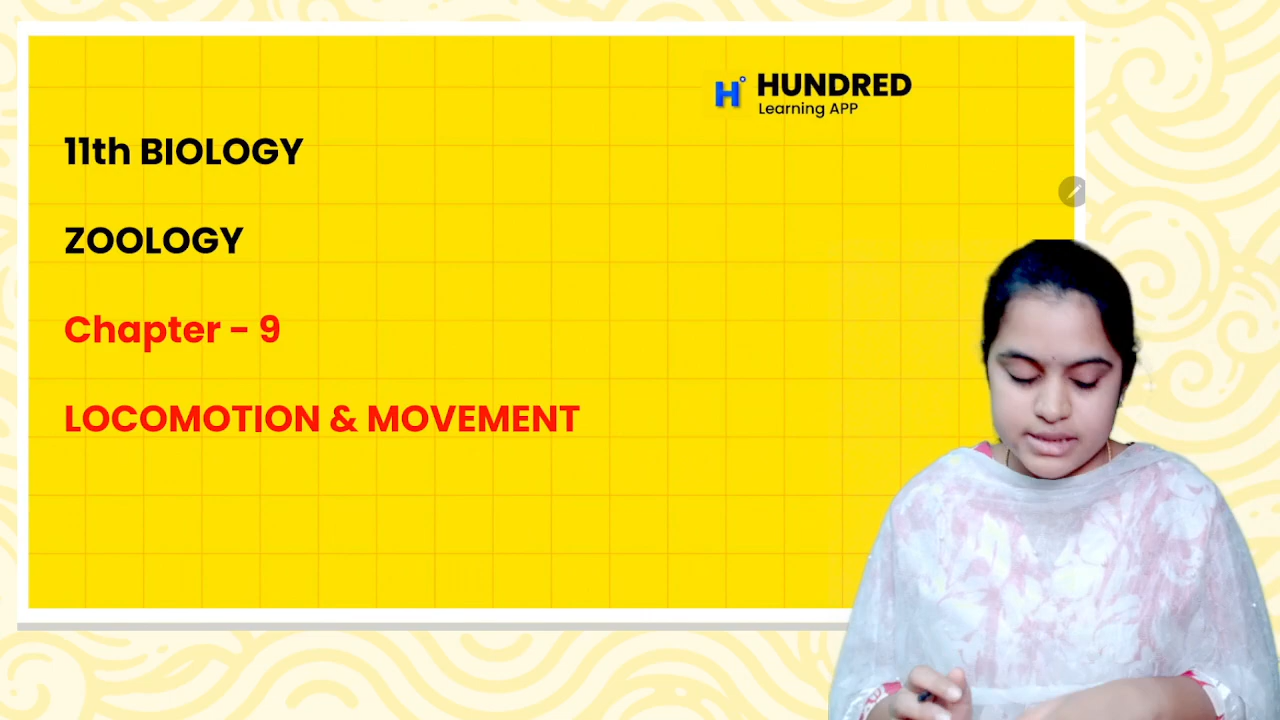 HUNDRED
Learning APP
11th BIOLOGY
ZOOLOGY
Chapter - 9
LOCOMOTION & MOVEMENT